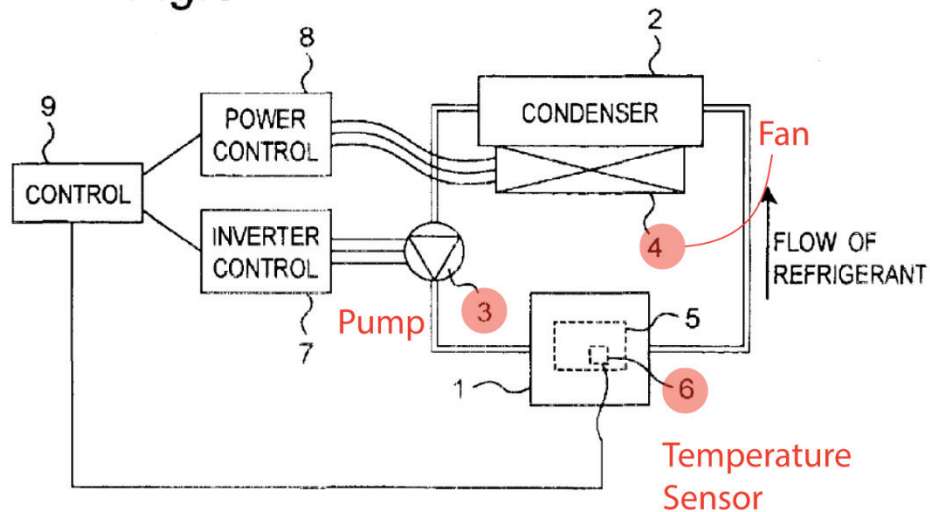 8
2
9
POWER
CONTROL
CONDENSER
Fan
CONTROL
INVERTER
CONTROL
4
FLOW OF
REFRIGERANT
3
Pump
5
7
1
6
Temperature
Sensor